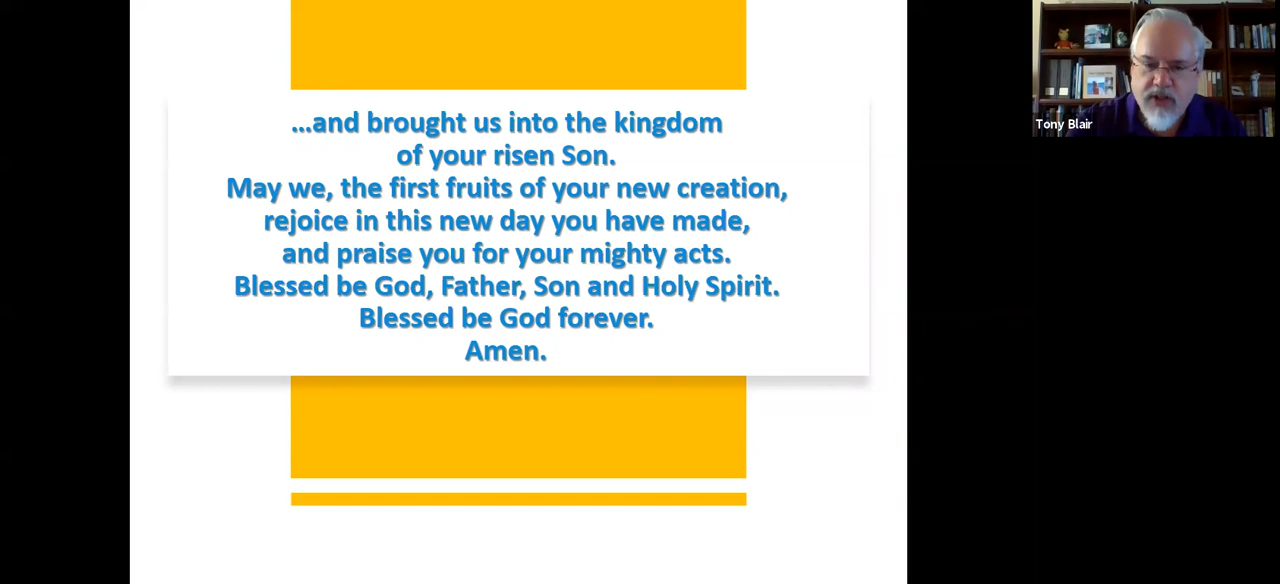 ...and brought us into the kingdom
of your risen Son.
May we, the first fruits of your new creation,
rejoice in this new day you have made,
and praise you for your mighty acts.
Blessed be God, Father, Son and Holy Spirit.
Blessed be God forever.
Amen.
Tony Blair